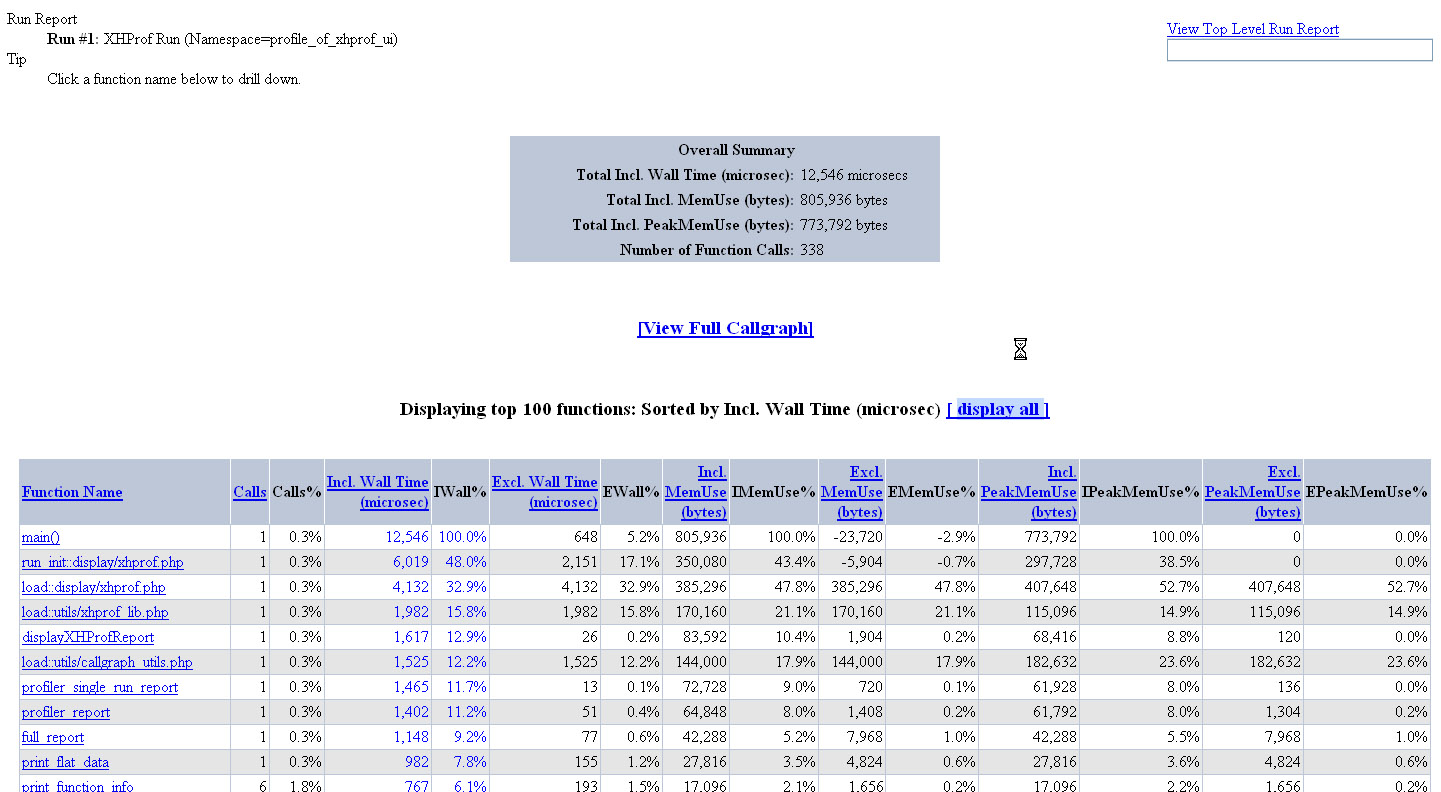 Run Report
Run #1: XHProf Run (Namespace=profile_of_xhprof_ui)
Tip
Click a function name below to drill down.
View Top Level Run Report
Overall Summary
Total Incl. Wall Time (microsec): 12,546 microsecs
Total Incl. MemUse (bytes): 805,936 bytes
Total Incl. PeakMemUse (bytes): 773,792 bytes
Number of Function Calls: 338
[View Full Callgraph]
Displaying top 100 functions: Sorted by Incl. Wall Time (microsec) [ display all ]
Function Name Calls Calls% Incl. Wall Time (microsec) IWall% Excl. Wall Time (microsec) EWall% Incl. MemUse (bytes) IMemUse% Excl. MemUse (bytes) EMemUse% Incl. PeakMemUse (bytes) IPeakMemUse% Excl. PeakMemUse (bytes) EPeakMemUse%
main() 1 0.3% 12,546 100.0% 648 5.2% 805,936 100.0% -23,720 -2.9% 773,792 100.0% 0 0.0%
run_init::display/xhprof.php 1 0.3% 6,019 48.0% 2,151 17.1% 350,080 43.4% -5,904 -0.7% 297,728 38.5% 0 0.0%
load::display/xhprof.php 1 0.3% 4,132 32.9% 4,132 32.9% 385,296 47.8% 385,296 47.8% 407,648 52.7% 407,648 52.7%
load::utils/xhprof_lib.php 1 0.3% 1,982 15.8% 1,982 15.8% 170,160 21.1% 170,160 21.1% 115,096 14.9% 115,096 14.9%
displayXHProfReport 1 0.3% 1,617 12.9% 26 0.2% 83,592 10.4% 1,904 0.2% 68,416 8.8% 120 0.0%
load::utils/callgraph_utils.php 1 0.3% 1,525 12.2% 1,525 12.2% 144,000 17.9% 144,000 17.9% 182,632 23.6% 182,632 23.6%
profiler_single_run_report 1 0.3% 1,465 11.7% 13 0.1% 72,728 9.0% 720 0.1% 61,928 8.0% 136 0.0%
profiler_report 1 0.3% 1,402 11.2% 51 0.4% 64,848 8.0% 1,408 0.2% 61,792 8.0% 1,304 0.2%
full_report 1 0.3% 1,148 9.2% 77 0.6% 42,288 5.2% 7,968 1.0% 42,288 5.5% 7,968 1.0%
print_flat_data 1 0.3% 982 7.8% 155 1.2% 27,816 3.5% 4,824 0.6% 27,816 3.6% 4,824 0.6%
print_function_info 6 1.8% 767 6.1% 193 1.5% 17,096 2.1% 1,656 0.2% 17,096 2.2% 1,656 0.2%